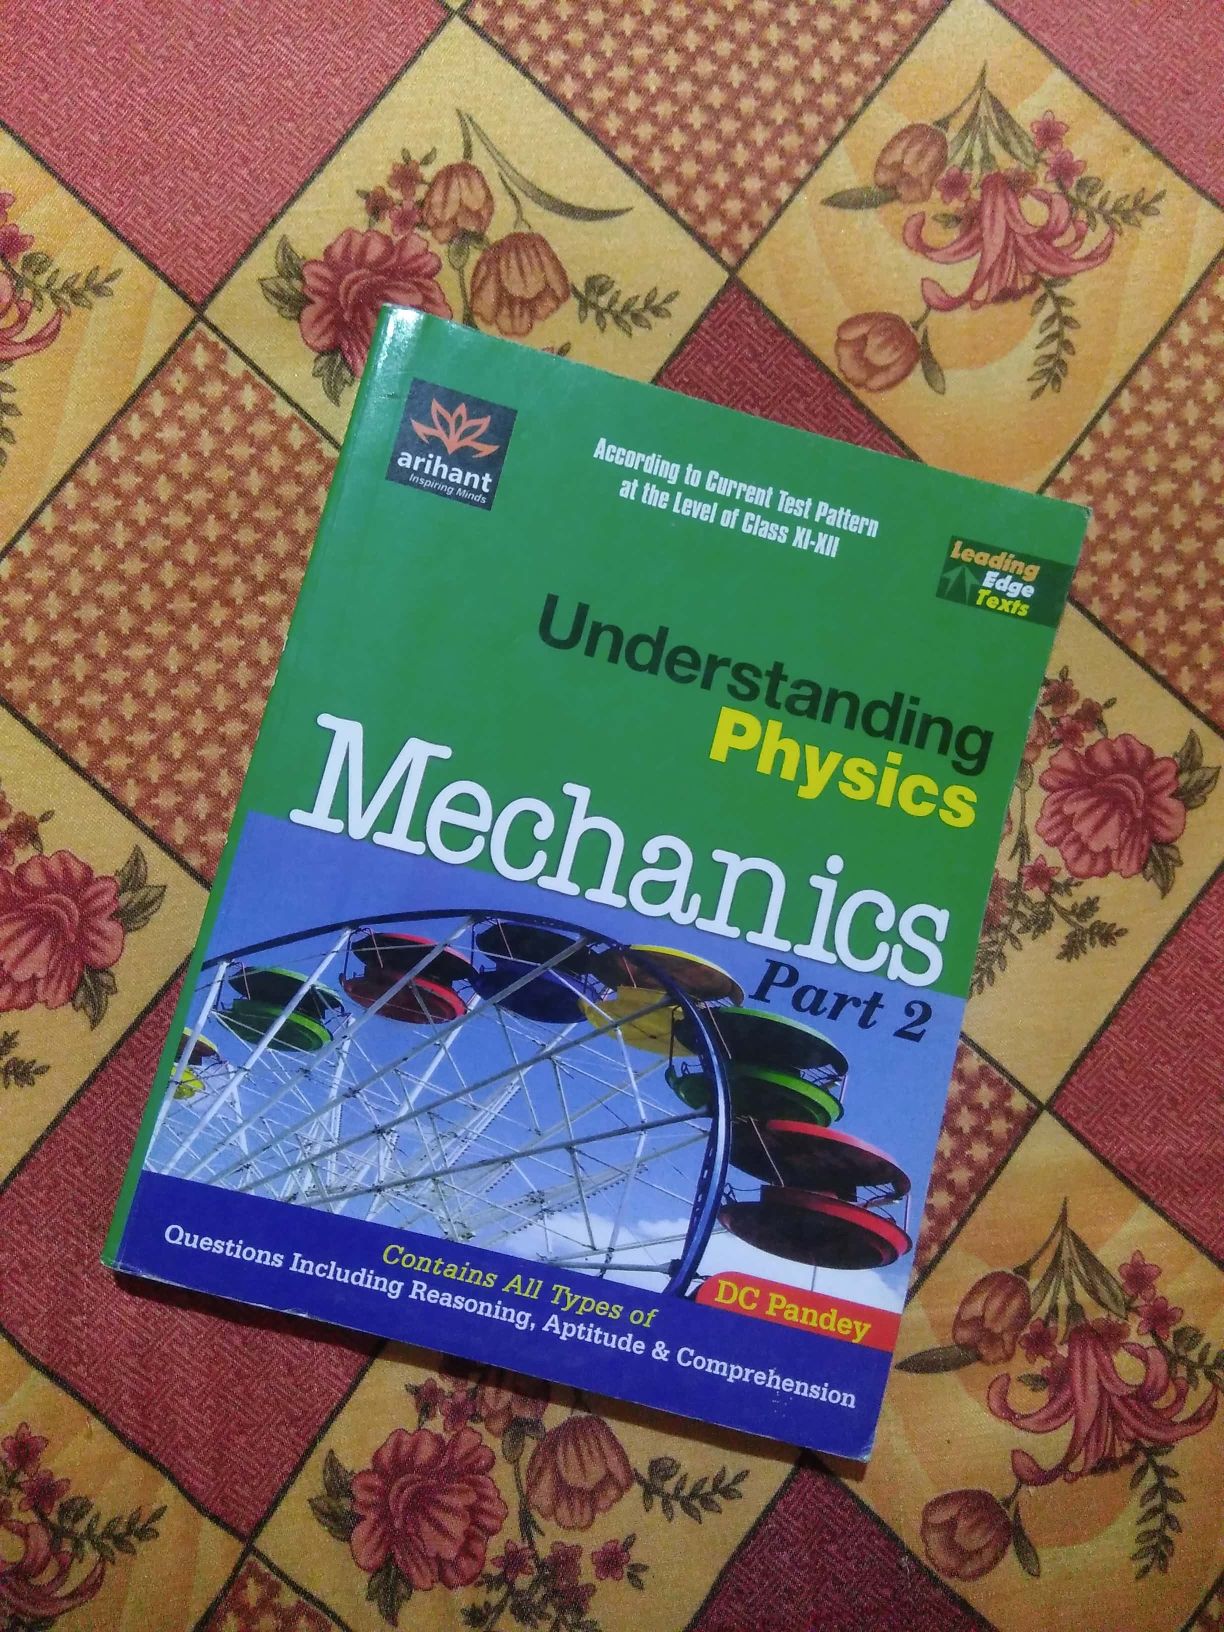 arihant
Inspiring Minds
According to Current Test Pattern
at the Level of Class XI-XII
Leading
Edge
Texts
Understanding
Physics
Mechanics
Part 2
DC Pandey
Contains All Types of
Questions Including Reasoning, Aptitude & Comprehension